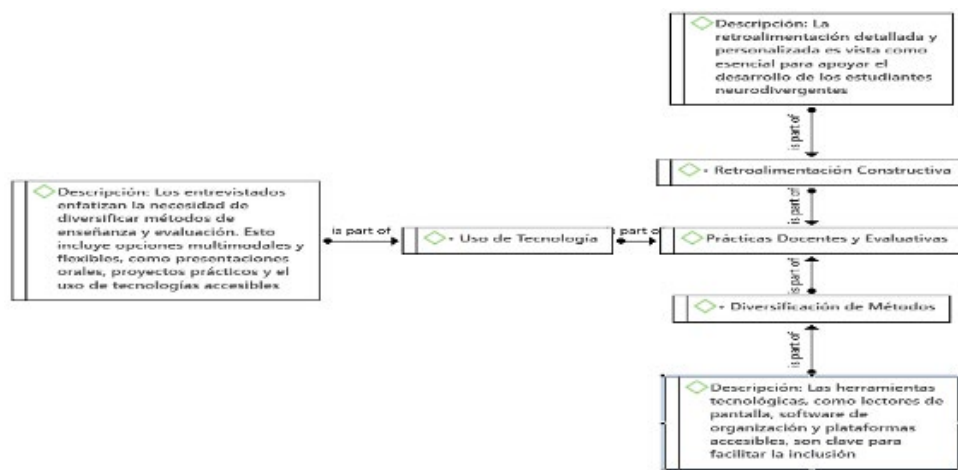 Descripción: La
retroalimentación detallada y
personalizada es vista como
esencial para apoyar el
desarrollo de los estudiantes
neurodivergentes
is part of
• Retroalimentación Constructiva
is part of
Descripción: Los entrevistados
enfatizan la necesidad de
diversificar métodos de
enseñanza y evaluación. Esto
incluye opciones multimodales y
flexibles, como presentaciones
orales, proyectos prácticos y el
uso de tecnologías accesibles
is part of
• Uso de Tecnología
is part of
Prácticas Docentes y Evaluativas
is part of
• Diversificación de Métodos
is part of
Descripción: Las herramientas
tecnológicas, como lectores de
pantalla, software de
organización y plataformas
accesibles, son clave para
facilitar la inclusión